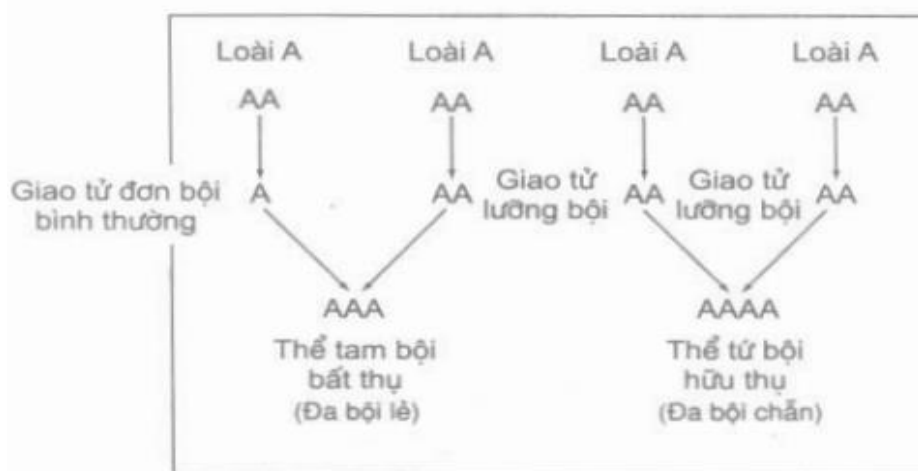 Loài A Loài A Loài A Loài A
AA AA AA AA
Giao tử đơn bội
bình thường
A AA
Giao tử
lưỡng bội
AA
Giao tử
lưỡng bội
AA
AAA AAAA
Thể tam bội
bất thụ
(Đa bội lẻ)
Thể tứ bội
hữu thụ
(Đa bội chẵn)